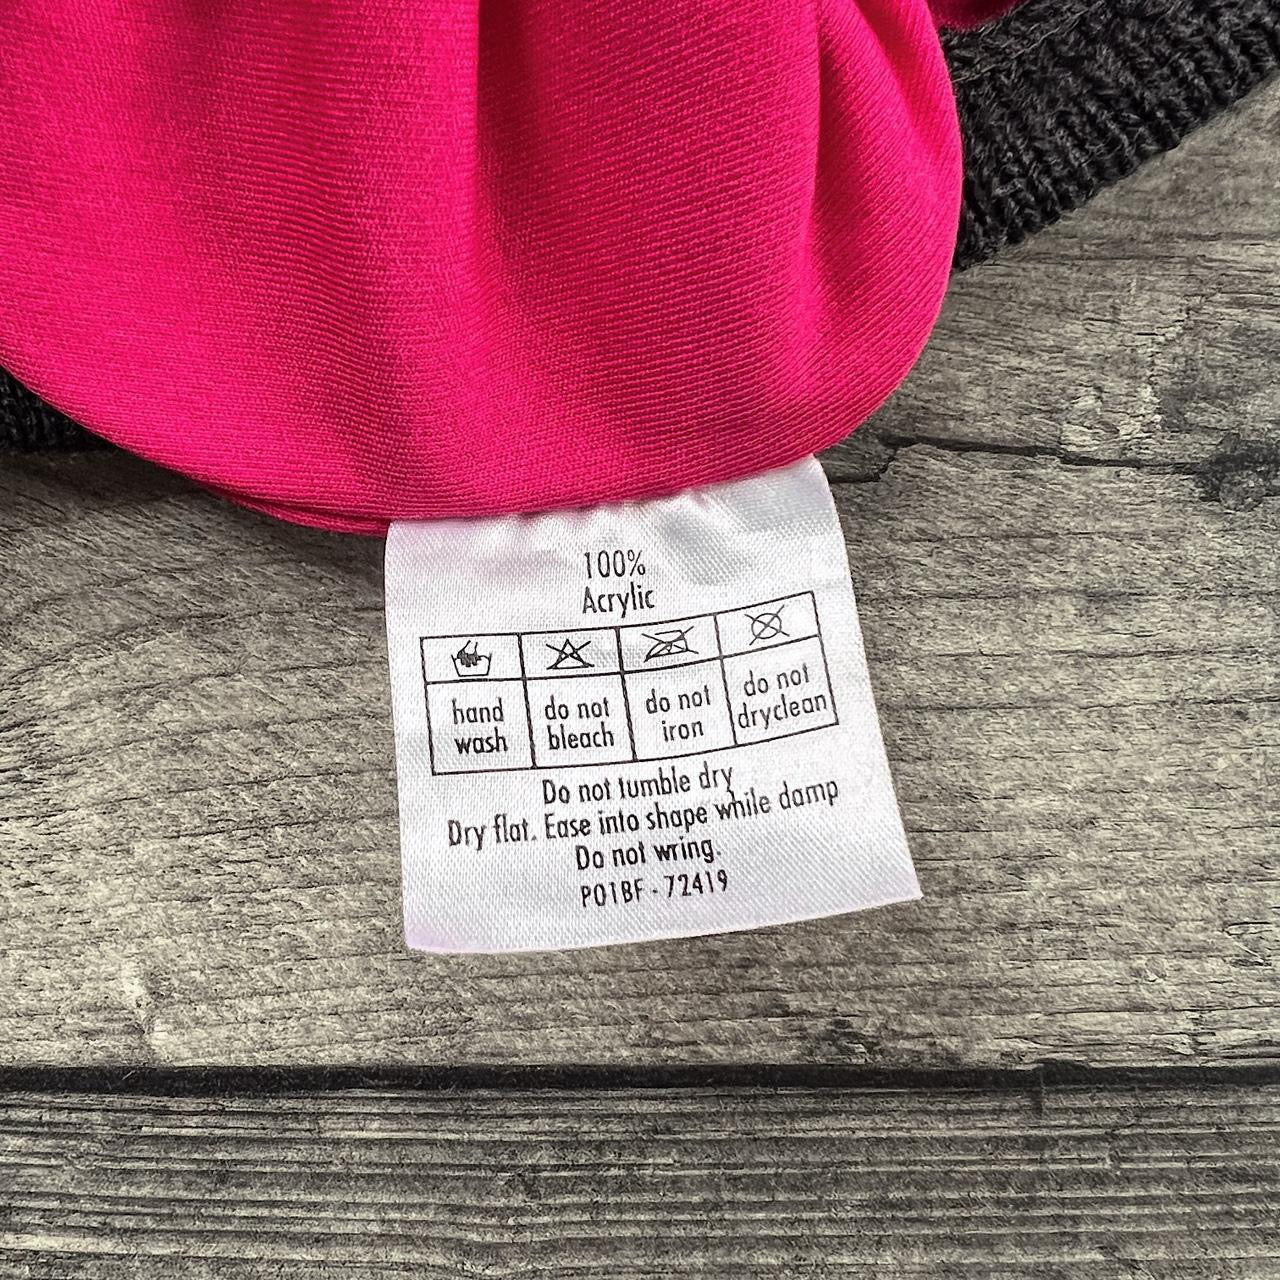 100%
Acrylic
hand wash
do not bleach
do not iron
do not dryclean
Do not tumble dry
Dry flat. Ease into shape while damp
Do not wring.
P01BF - 72419